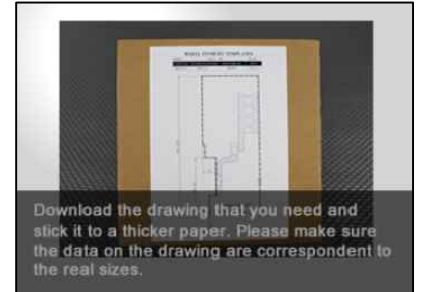 Download the drawing that you need and
stick it to a thicker paper. Please make sure
the data on the drawing are correspondent to
the real sizes.